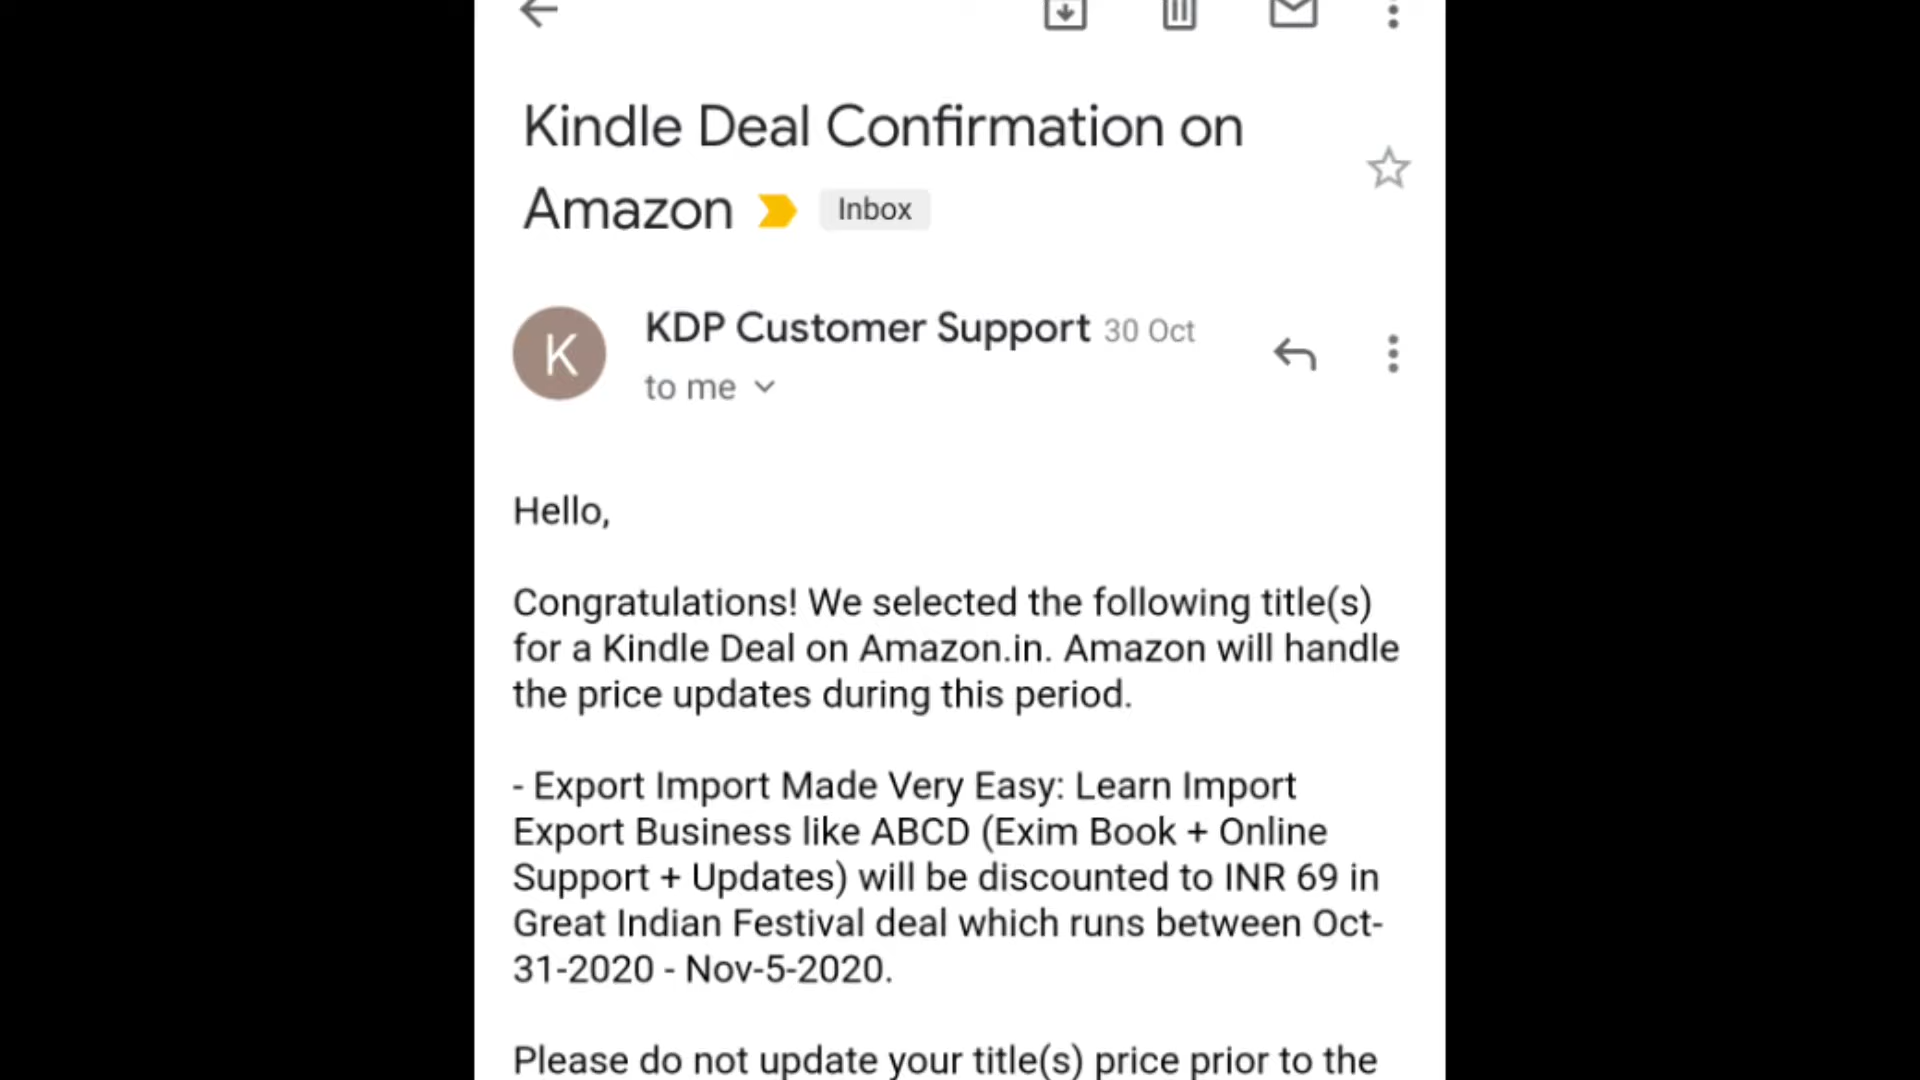 Kindle Deal Confirmation on
Amazon Inbox
K
KDP Customer Support 30 Oct
to me
Hello,
Congratulations! We selected the following title(s)
for a Kindle Deal on Amazon.in. Amazon will handle
the price updates during this period.
- Export Import Made Very Easy: Learn Import
Export Business like ABCD (Exim Book + Online
Support + Updates) will be discounted to INR 69 in
Great Indian Festival deal which runs between Oct-
31-2020 - Nov-5-2020.
Please do not update your title(s) price prior to the